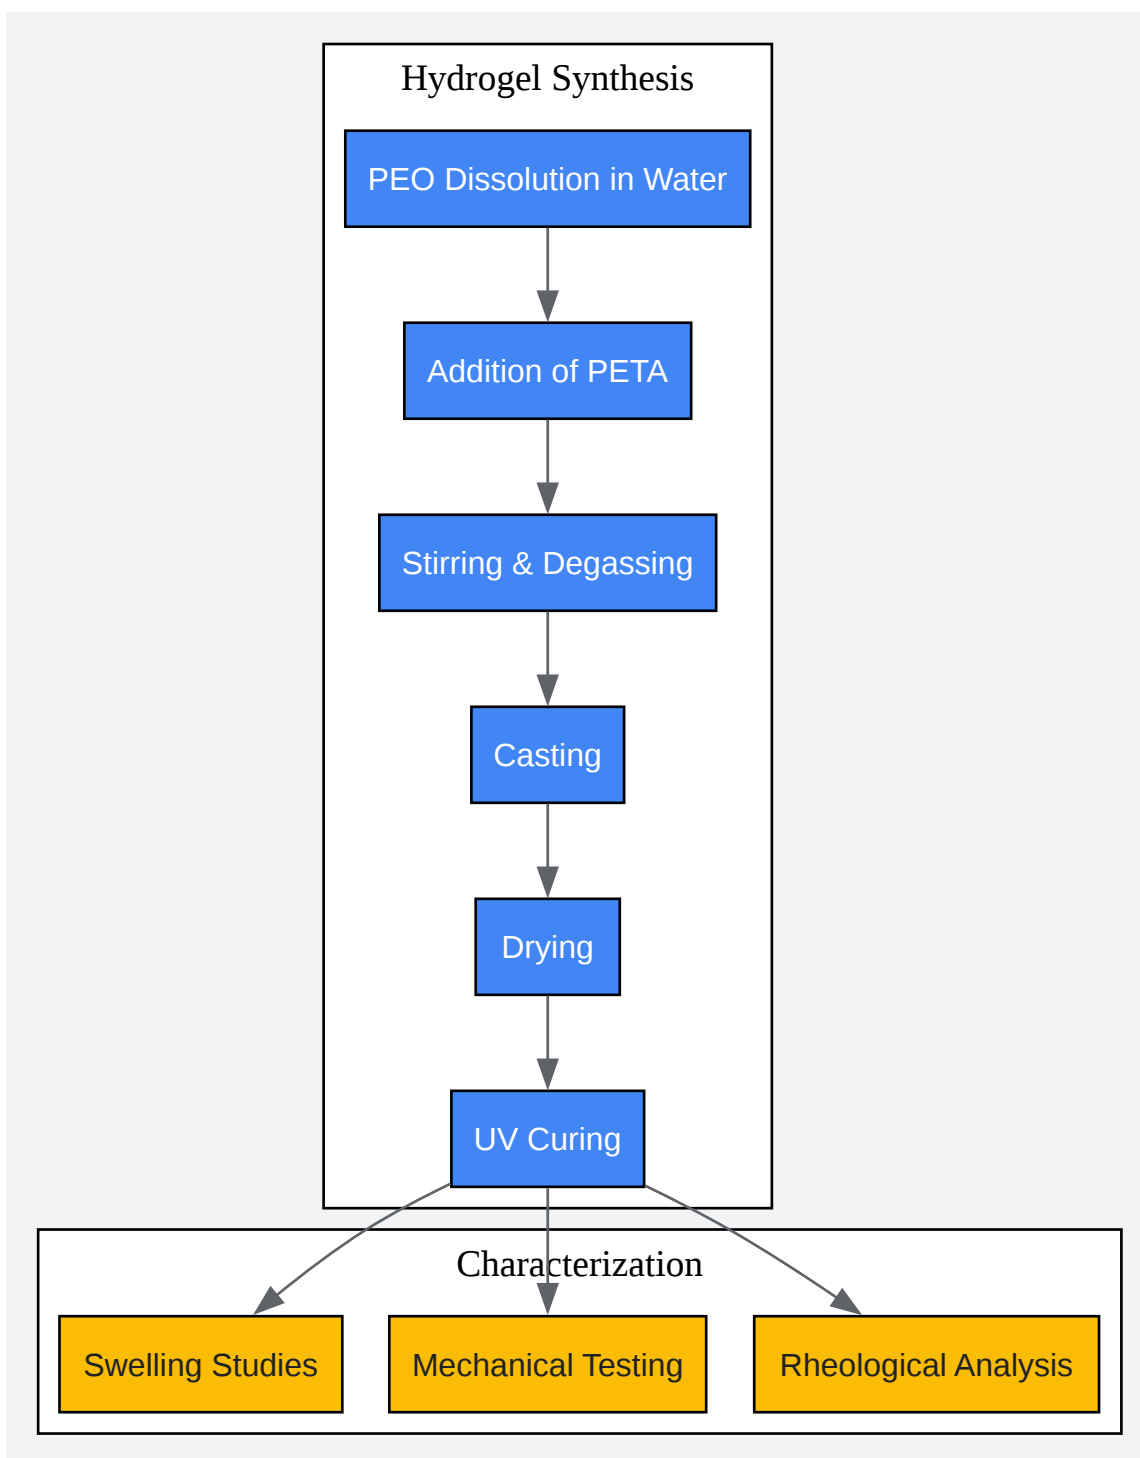 Hydrogel Synthesis
PEO Dissolution in Water
Addition of PETA
Stirring & Degassing
Casting
Drying
UV Curing
Characterization
Swelling Studies
Mechanical Testing
Rheological Analysis